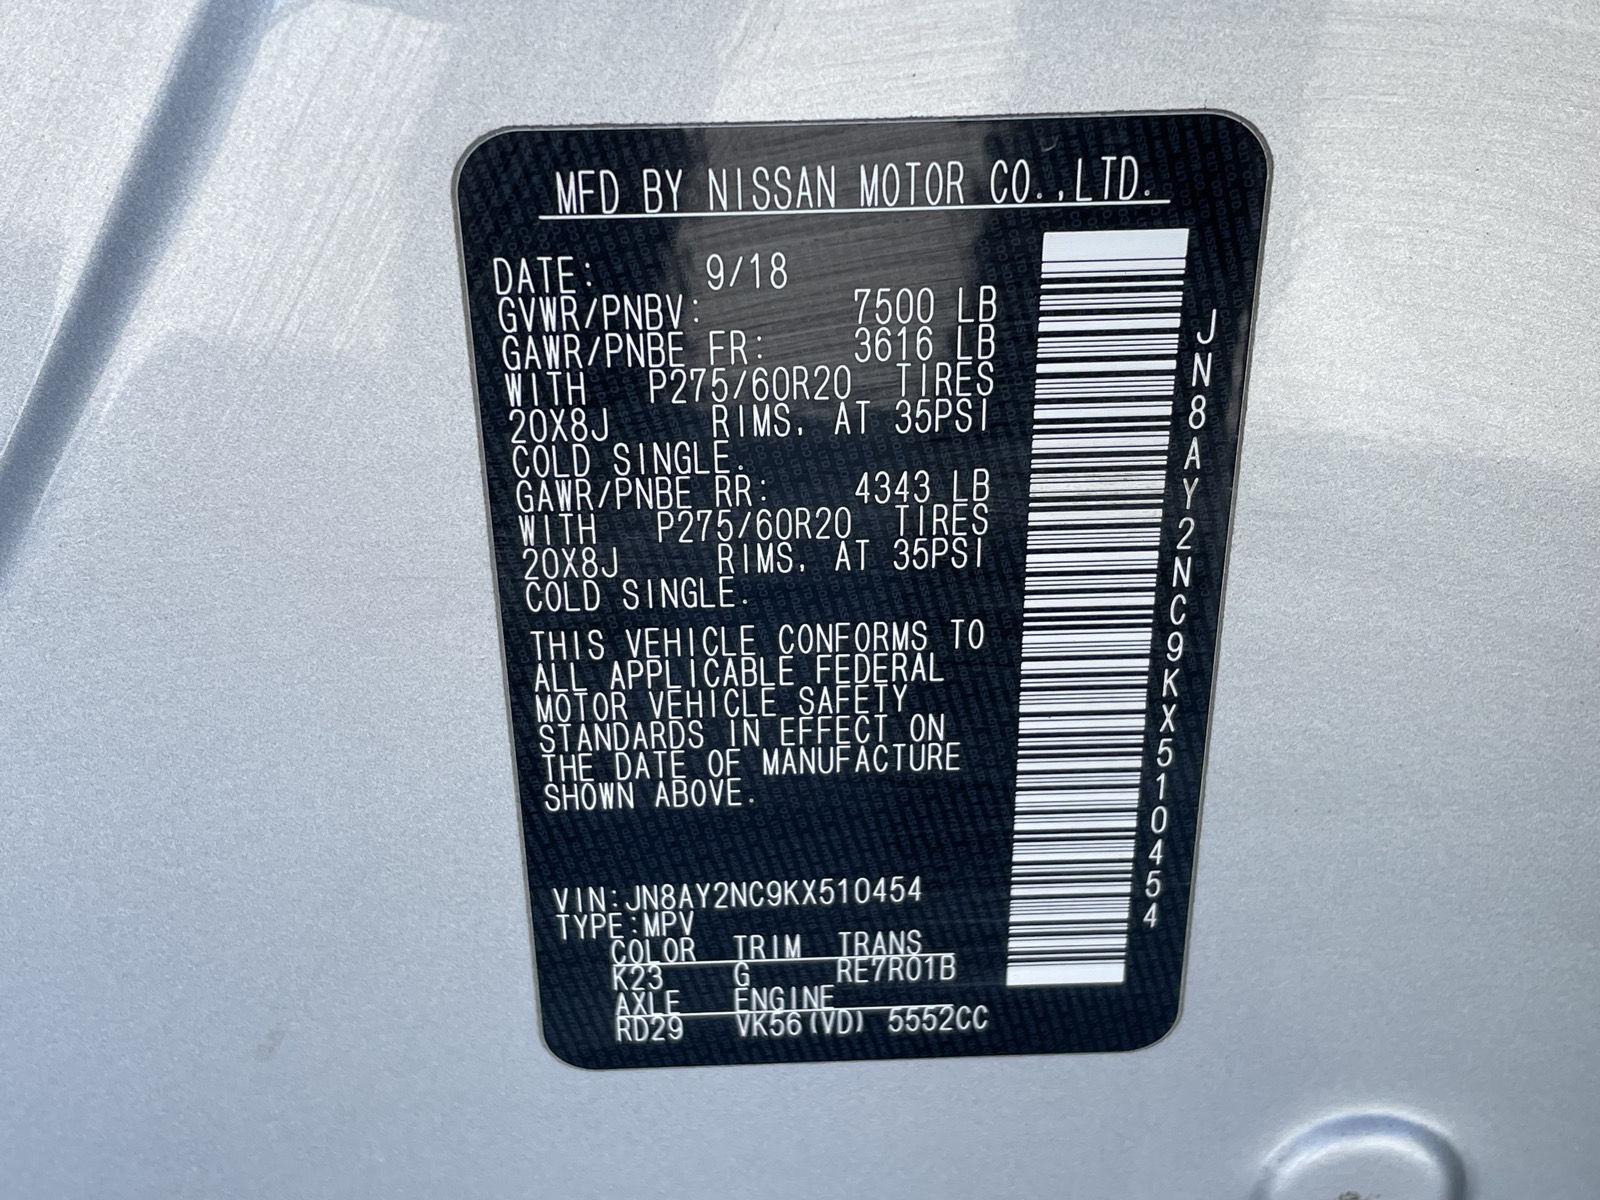 MFD BY NISSAN MOTOR CO.,LTD.
DATE: 9/18
GVWR/PNBV: 7500 LB
GAWR/PNBE FR: 3616 LB
WITH P275/60R20 TIRES
20X8J RIMS, AT 35PSI
COLD SINGLE.
GAWR/PNBE RR: 4343 LB
WITH P275/60R20 TIRES
20X8J RIMS, AT 35PSI
COLD SINGLE.
THIS VEHICLE CONFORMS TO
ALL APPLICABLE FEDERAL
MOTOR VEHICLE SAFETY
STANDARDS IN EFFECT ON
THE DATE OF MANUFACTURE
SHOWN ABOVE.
VIN:JN8AY2NC9KX510454
TYPE:MPV
COLOR TRIM TRANS
K23 G RE7R01B
AXLE ENGINE
RD29 VK56(VD) 5552CC
JN8AY2NC9KX510454